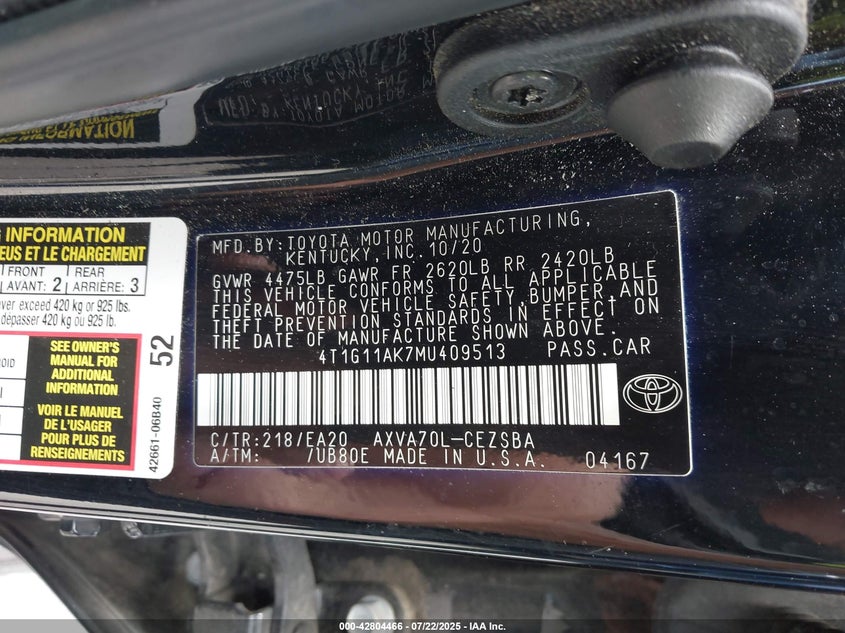 G INFORMATION
EUS ET LE CHARGEMENT
FRONT
AVANT: 2
REAR
ARRIÈRE: 3
ver exceed 420 kg or 925 lbs.
dépasser 420 kg ou 925 lb.
SEE OWNER'S
MANUAL FOR
ADDITIONAL
INFORMATION
VOIR LE MANUEL
DE L'USAGER
POUR PLUS DE
RENSEIGNEMENTS
52
42661-06B40
MFD.BY: TOYOTA MOTOR MANUFACTURING,
KENTUCKY, INC. 10/20
GVWR 4475LB GAWR FR 2620LB RR 2420LB
THIS VEHICLE CONFORMS TO ALL APPLICABLE
FEDERAL MOTOR VEHICLE SAFETY, BUMPER, AND
THEFT PREVENTION STANDARDS IN EFFECT ON
THE DATE OF MANUFACTURE SHOWN ABOVE.
4T1G11AK7MU409513 PASS.CAR
C/TR:218/EA20 AXVA70L-CEZSBA
A/TM: /UB80E MADE IN U.S.A. 04167
000-42804466 - 07/22/2025 - © IAA Inc.